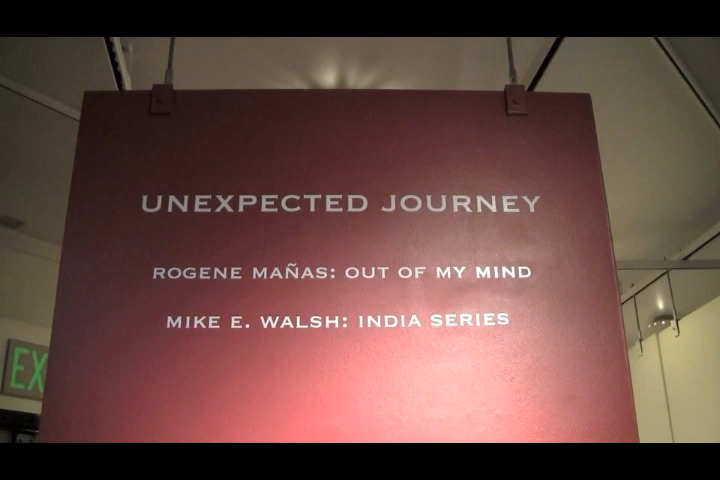 UNEXPECTED JOURNEY
ROGENE MAÑAS: OUT OF MY MIND
MIKE E. WALSH: INDIA SERIES
EX